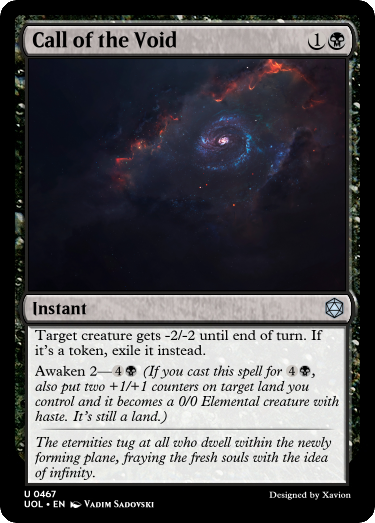 Call of the Void 1
Instant
Target creature gets -2/-2 until end of turn. If
it's a token, exile it instead.
Awaken 2—4 (If you cast this spell for 4 ,
also put two +1/+1 counters on target land you
control and it becomes a 0/0 Elemental creature with
haste. It's still a land.)
The eternities tug at all who dwell within the newly
forming plane, fraying the fresh souls with the idea
of infinity.
U 0467
UOL • EN Vadim Sadovski
Designed by Xavion